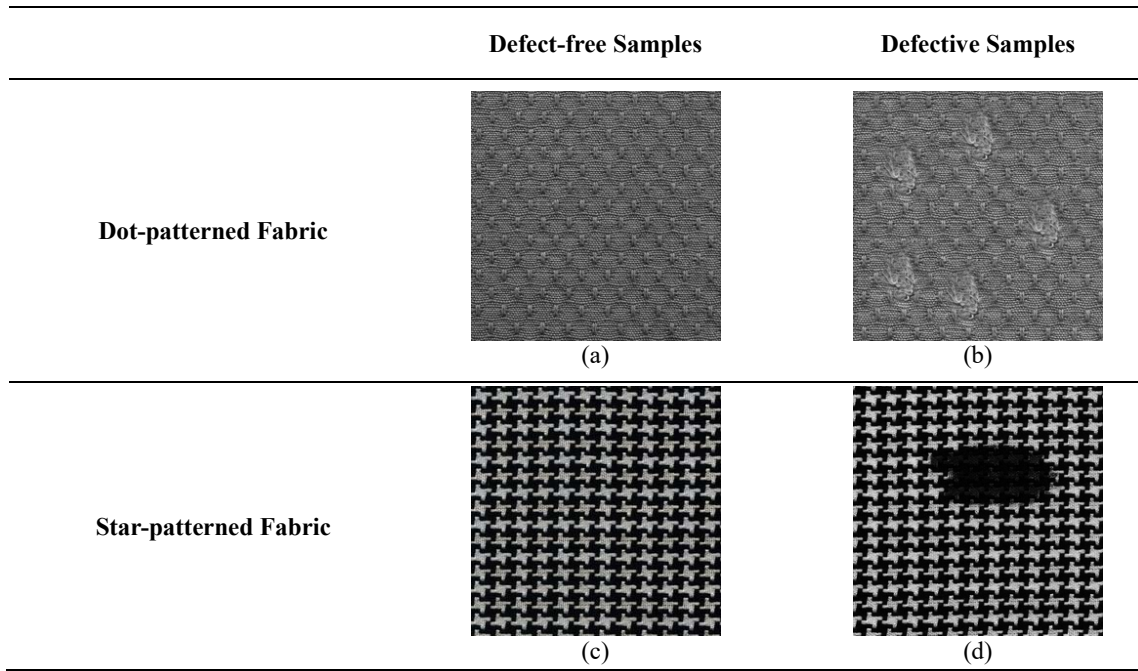 Defect-free Samples Defective Samples
Dot-patterned Fabric
(a) (b)
Star-patterned Fabric
(c) (d)